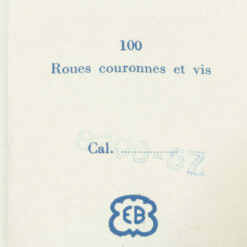 100
Roues couronnes et vis
Cal. ....................
EB